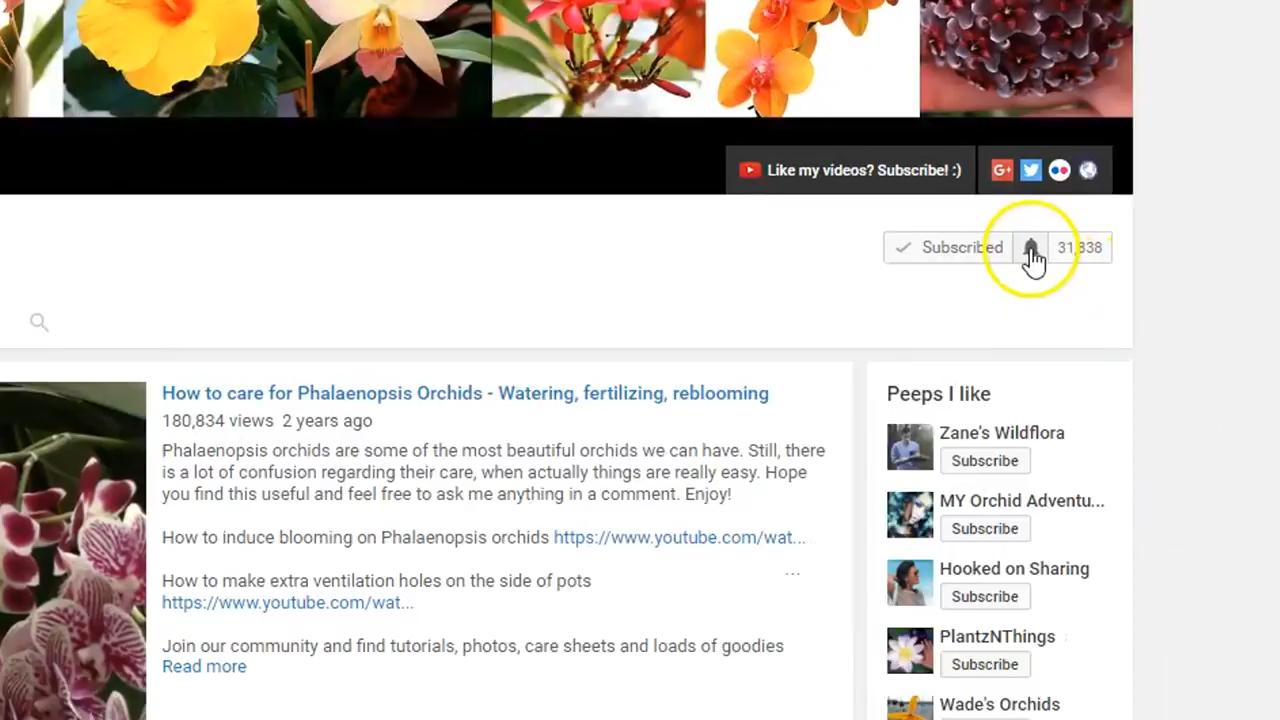 Like my videos? Subscribe! :)
G+
Subscribed
31,838
How to care for Phalaenopsis Orchids - Watering, fertilizing, reblooming
180,834 views 2 years ago
Phalaenopsis orchids are some of the most beautiful orchids we can have. Still, there
is a lot of confusion regarding their care, when actually things are really easy. Hope
you find this useful and feel free to ask me anything in a comment. Enjoy!
How to induce blooming on Phalaenopsis orchids https://www.youtube.com/wat...
...
How to make extra ventilation holes on the side of pots
https://www.youtube.com/wat...
Join our community and find tutorials, photos, care sheets and loads of goodies
Read more
Peeps I like
Zane's Wildflora
Subscribe
MY Orchid Adventu...
Subscribe
Hooked on Sharing
Subscribe
PlantzNThings
Subscribe
Wade's Orchids